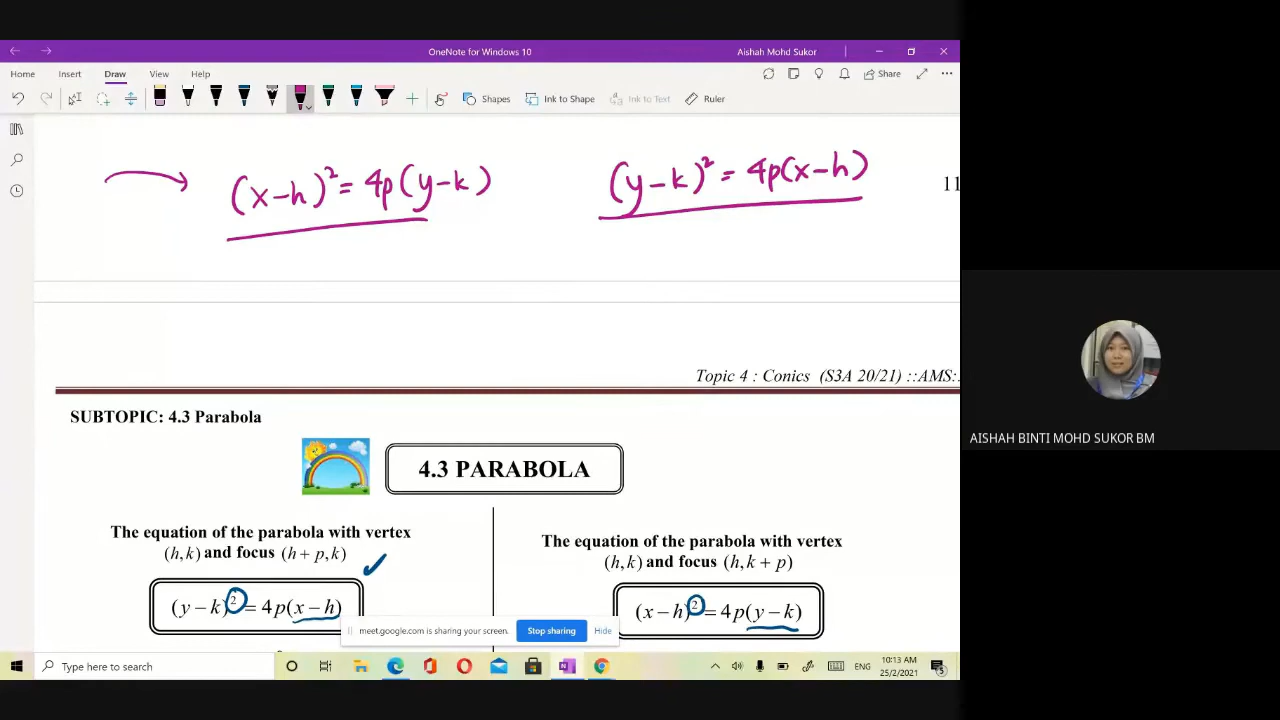 OneNote for Windows 10
Aishah Mohd Sukor
Home Insert Draw View Help
Share
Shapes Ink to Shape Ink to Text Ruler
(x-h)² = 4p(y-k)
(y-k)² = 4p(x-h)
11
Topic 4 : Conics (S3A 20/21) ::AMS:.
SUBTOPIC: 4.3 Parabola
4.3 PARABOLA
The equation of the parabola with vertex
(h,k) and focus (h+p,k)
(y-k)² = 4p(x-h)
The equation of the parabola with vertex
(h,k) and focus (h,k+p)
(x-h)² = 4p(y-k)
meet.google.com is sharing your screen. Stop sharing Hide
Type here to search
ENG
10:13 AM
25/2/2021
5
AISHAH BINTI MOHD SUKOR BM